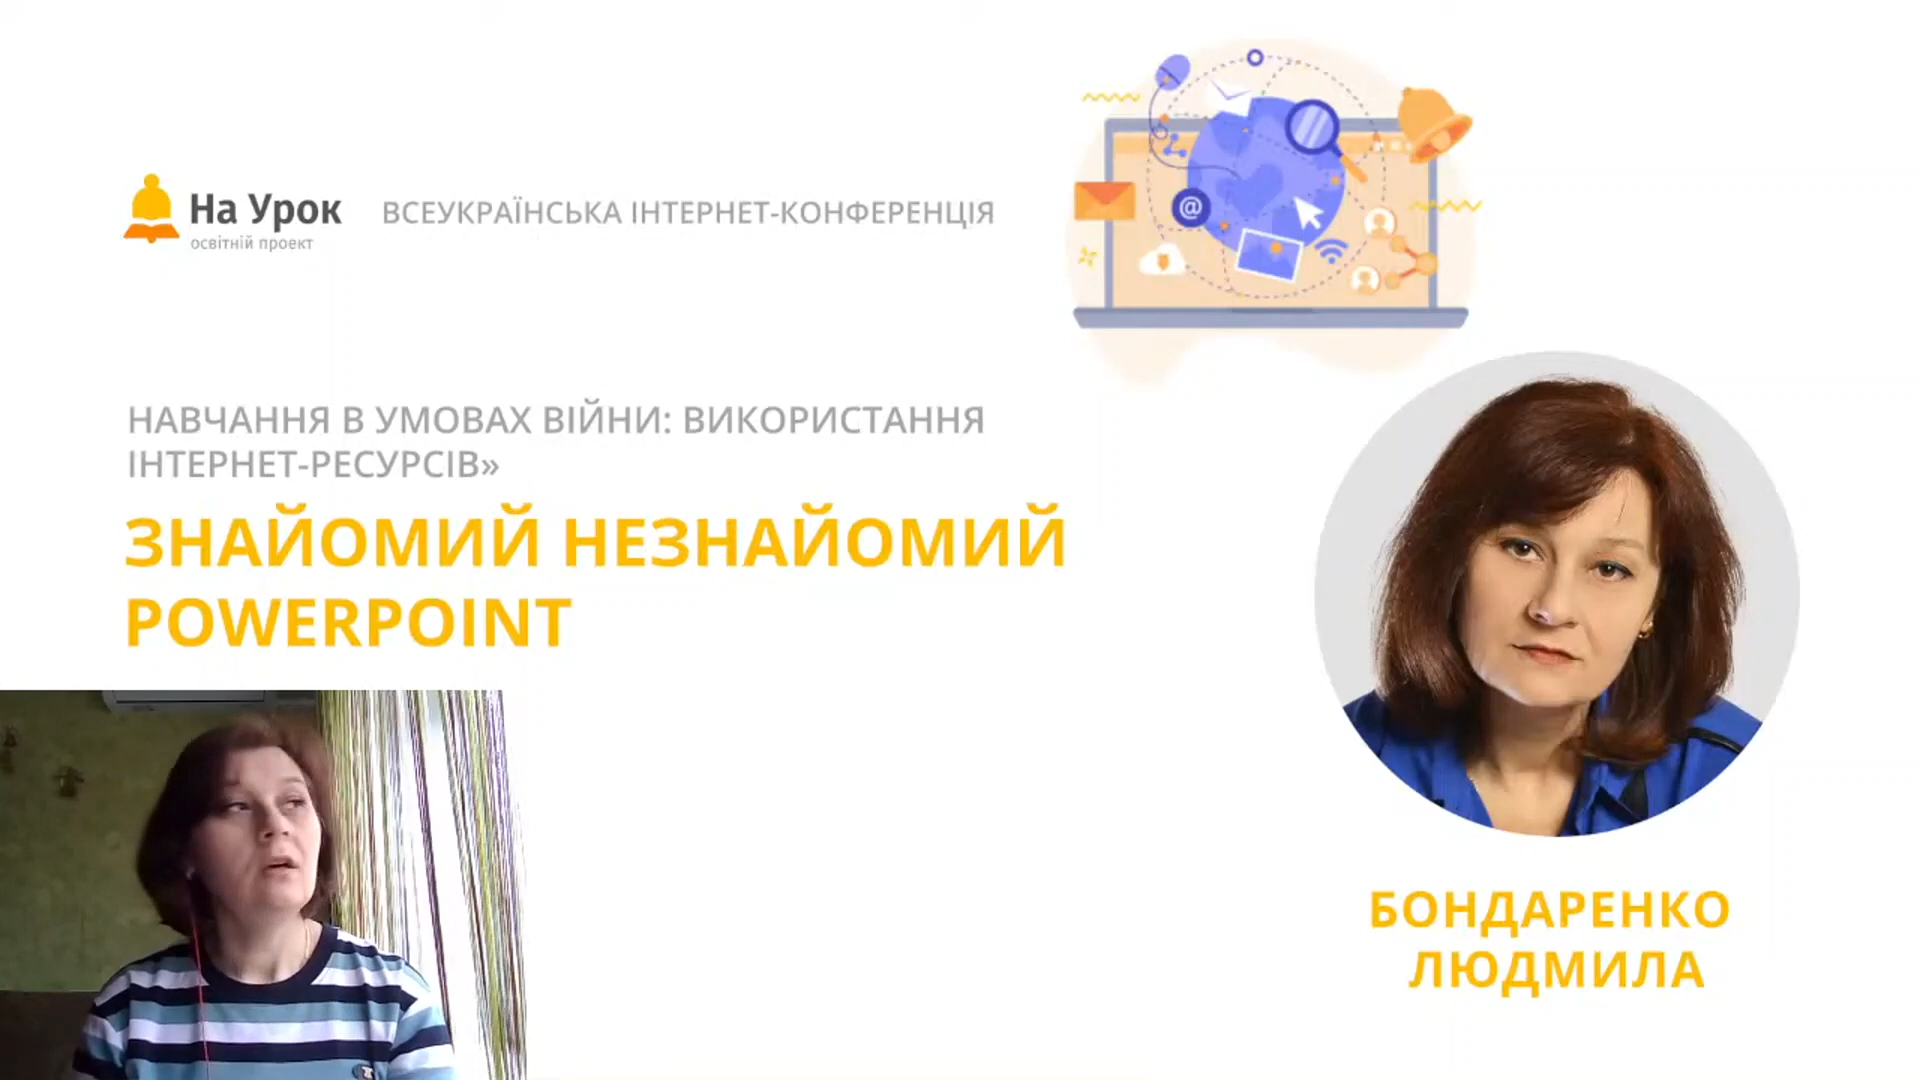 На Урок
освітній проект
ВСЕУКРАЇНСЬКА ІНТЕРНЕТ-КОНФЕРЕНЦІЯ
@
НАВЧАННЯ В УМОВАХ ВІЙНИ: ВИКОРИСТАННЯ
ІНТЕРНЕТ-РЕСУРСІВ»
ЗНАЙОМИЙ НЕЗНАЙОМИЙ
POWERPOINT
БОНДАРЕНКО
ЛЮДМИЛА